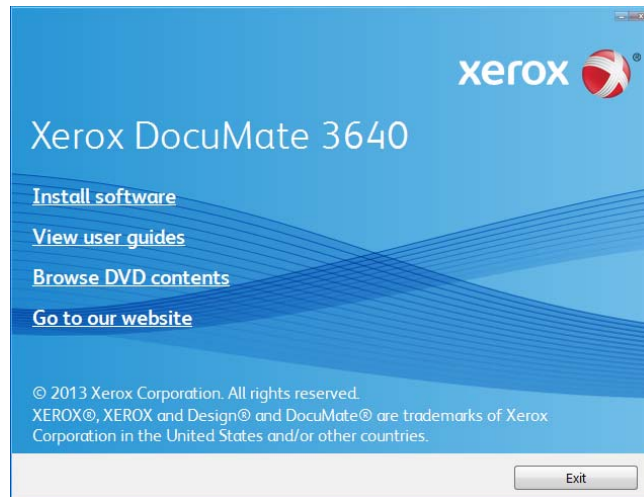 xerox ®
Xerox DocuMate 3640
Install software
View user guides
Browse DVD contents
Go to our website
© 2013 Xerox Corporation. All rights reserved.
XEROX®, XEROX and Design® and DocuMate® are trademarks of Xerox
Corporation in the United States and/or other countries.
Exit